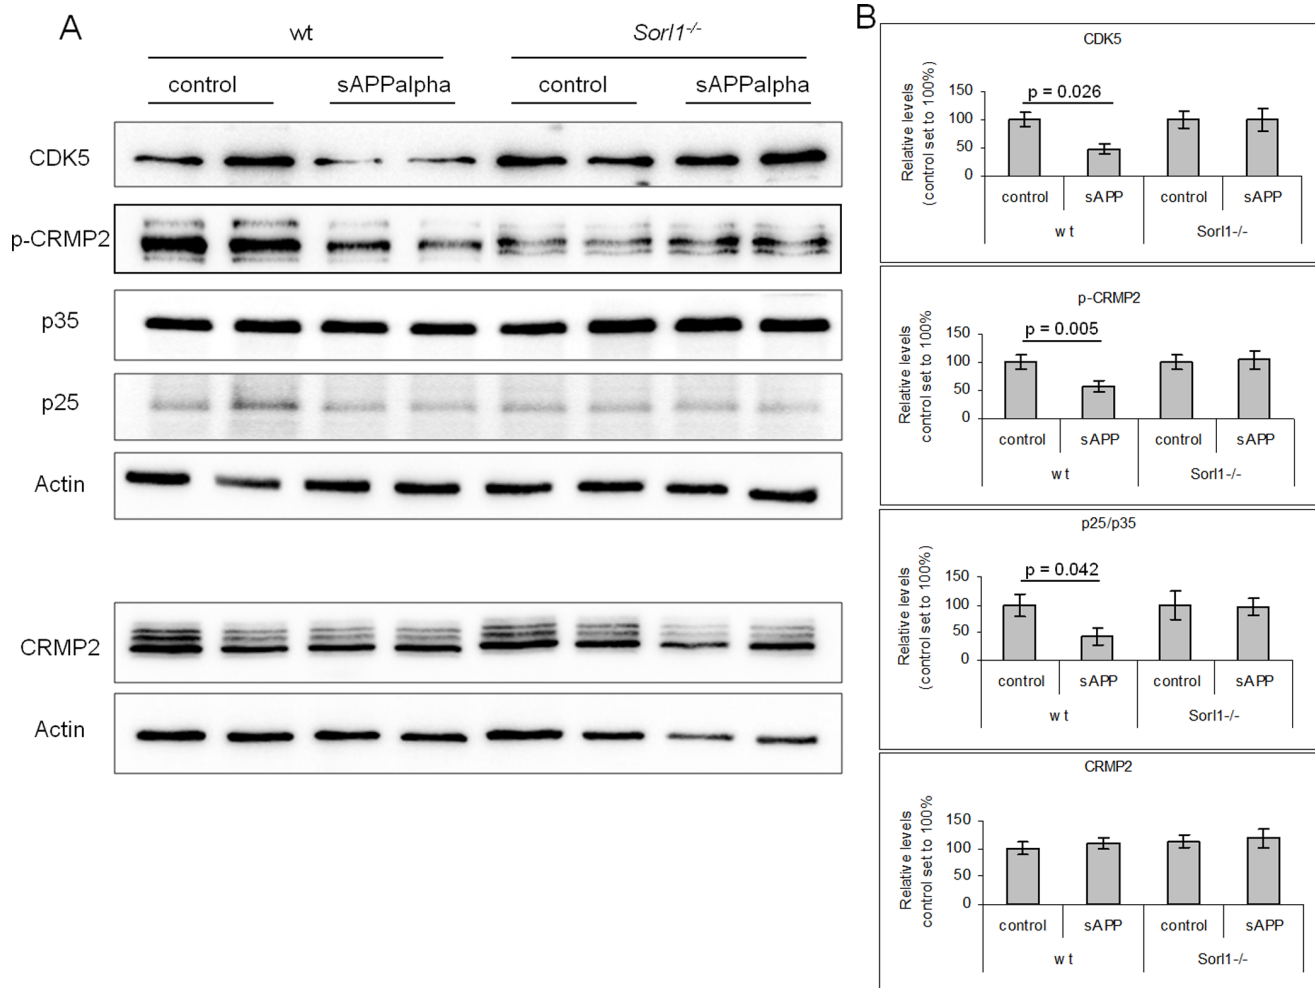 A
wt
Sorl1-/-
control
sAPPalpha
control
sAPPalpha
CDK5
p-CRMP2
p35
p25
Actin
CRMP2
Actin
B
CDK5
Relative levels
(control set to 100%)
150
100
50
0
p = 0.026
control
sAPP
control
sAPP
w t
Sorl1-/-
p-CRMP2
Relative levels
control set to 100%
150
100
50
0
p = 0.005
control
sAPP
control
sAPP
w t
Sorl1-/-
p25/p35
Relative levels
(control set to 100%)
150
100
50
0
p = 0.042
control
sAPP
control
sAPP
w t
Sorl1-/-
CRMP2
Relative levels
control set to 100%
150
100
50
0
control
sAPP
control
sAPP
w t
Sorl1-/-